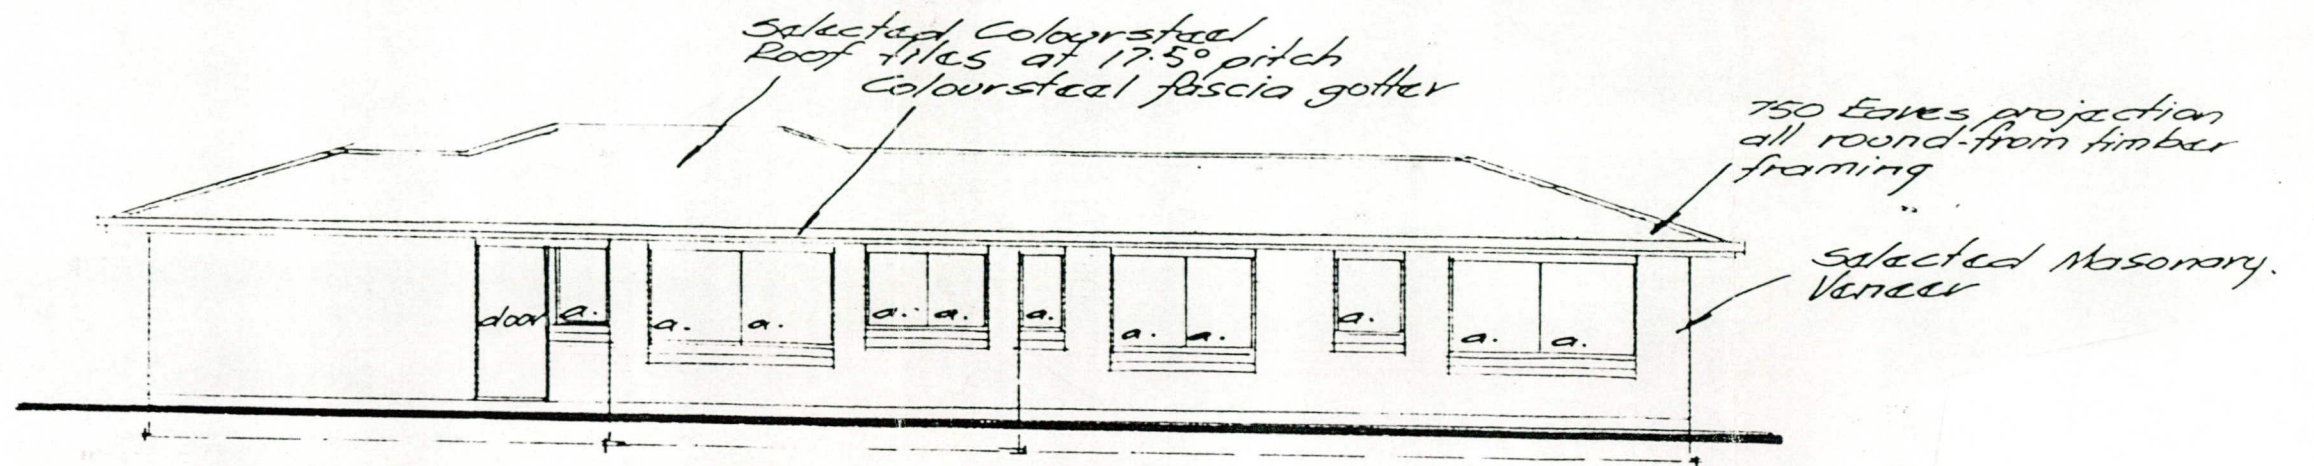 Selected Coloursteel
Roof tiles at 17.5° pitch
Coloursteel fascia gutter
750 Eaves projection
all round-from timber
framing
Selected Masonary.
Veneer
door
a.
a.
a.
a.
a.
a.
a.
a.
a.
a.
a.